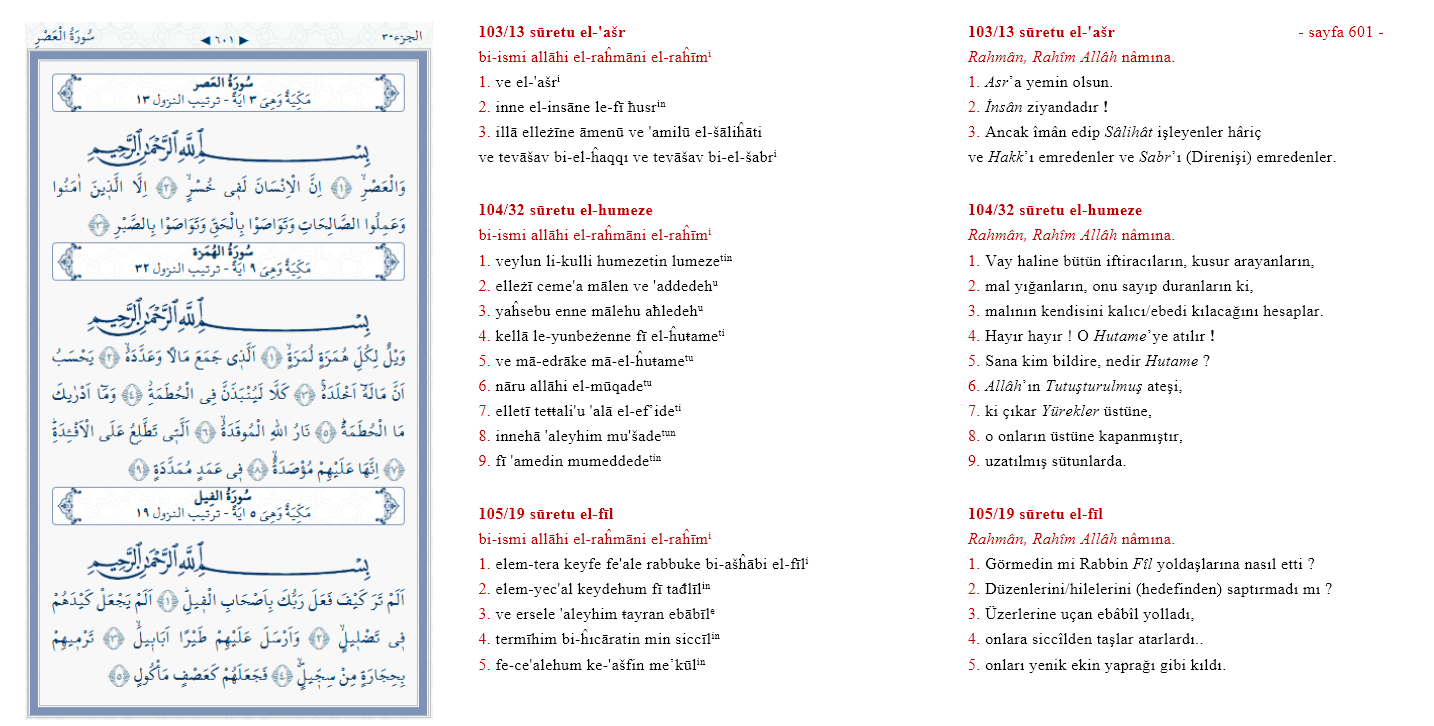 سُورَةُ الْعَصْرِ
◀ ٦٠١ ▶
الجزء٣٠
سُورَةُ العَصر
مَكِّيَّةٌ وَهِيَ ٣ ايَةً - ترتيب النزول ١٣
بِسْمِ اللّٰهِ الرَّحْمٰنِ الرَّحِيمِ
وَالْعَصْرِۙ ﴿١﴾ اِنَّ الْاِنْسَانَ لَفٖى خُسْرٍۙ ﴿٢﴾ اِلَّا الَّذٖينَ اٰمَنُوا
وَعَمِلُوا الصَّالِحَاتِ وَتَوَاصَوْا بِالْحَقِّ وَتَوَاصَوْا بِالصَّبْرِ ﴿٣﴾
سُورَةُ الهُمَزة
مَكِّيَّةٌ وَهِيَ ٩ ايَةً - ترتيب النزول ٣٢
بِسْمِ اللّٰهِ الرَّحْمٰنِ الرَّحِيمِ
وَيْلٌ لِكُلِّ هُمَزَةٍ لُمَزَةٍۙ ﴿١﴾ اَلَّذٖى جَمَعَ مَالًا وَعَدَّدَهُۙ ﴿٢﴾ يَحْسَبُ
اَنَّ مَالَهُٓ اَخْلَدَهُۚ ﴿٣﴾ كَلَّا لَيُنْبَذَنَّ فِى الْحُطَمَةِۘ ﴿٤﴾ وَمَٓا اَدْرٰيكَ
مَا الْحُطَمَةُؕ ﴿٥﴾ نَارُ اللّٰهِ الْمُوقَدَةُۙ ﴿٦﴾ اَلَّتٖى تَطَّلِعُ عَلَى الْاَفْـِٔدَةِؕ
﴿٧﴾ اِنَّهَا عَلَيْهِمْ مُؤْصَدَةٌۙ ﴿٨﴾ فٖى عَمَدٍ مُمَدَّدَةٍ ﴿٩﴾
سُورَةُ الفِيل
مَكِّيَّةٌ وَهِيَ ٥ ايَةً - ترتيب النزول ١٩
بِسْمِ اللّٰهِ الرَّحْمٰنِ الرَّحِيمِ
اَلَمْ تَرَ كَيْفَ فَعَلَ رَبُّكَ بِاَصْحَابِ الْفٖيلِؕ ﴿١﴾ اَلَمْ يَجْعَلْ كَيْدَهُمْ
فٖى تَضْلٖيلٍۙ ﴿٢﴾ وَاَرْسَلَ عَلَيْهِمْ طَيْرًا اَبَابٖيلَۙ ﴿٣﴾ تَرْمٖيهِمْ
بِحِجَارَةٍ مِنْ سِجّٖيلٍۙ ﴿٤﴾ فَجَعَلَهُمْ كَعَصْفٍ مَاْكُولٍ ﴿٥﴾
103/13 sūretu el-'ašr
bi-ismi allāhi el-raĥmāni el-raĥīmⁱ
1. ve el-'ašrⁱ
2. inne el-insāne le-fī ħusrⁱⁿ
3. illā elleżīne āmenū ve 'amilū el-šāliĥāti
ve tevāšav bi-el-ĥaqqı ve tevāšav bi-el-šabrⁱ
104/32 sūretu el-humeze
bi-ismi allāhi el-raĥmāni el-raĥīmⁱ
1. veylun li-kulli humezetin lumezeᵗⁱⁿ
2. elleżī ceme'a mālen ve 'addedehᵘ
3. yaĥsebu enne mālehu aħledehᵘ
4. kellā le-yunbeżenne fī el-ĥuŧameᵗⁱ
5. ve mā-edrāke mā-el-ĥuŧameᵗᵘ
6. nāru allāhi el-mūqadeᵗᵘ
7. elletī teŧŧali'u 'alā el-ef’ideᵗⁱ
8. innehā 'aleyhim mu'šadeᵗᵘⁿ
9. fī 'amedin mumeddedeᵗⁱⁿ
105/19 sūretu el-fīl
bi-ismi allāhi el-raĥmāni el-raĥīmⁱ
1. elem-tera keyfe fe'ale rabbuke bi-ašĥābi el-fīlⁱ
2. elem-yec'al keydehum fī tađlīlⁱⁿ
3. ve ersele 'aleyhim ŧayran ebābīlᵉ
4. termīhim bi-ĥıcāratin min siccīlⁱⁿ
5. fe-ce'alehum ke-'ašfin me’kūlⁱⁿ
103/13 sūretu el-'ašr - sayfa 601 -
Rahmân, Rahîm Allâh nâmına.
1. Asr’a yemin olsun.
2. İnsân ziyandadır !
3. Ancak îmân edip Sâlihât işleyenler hâriç
ve Hakk’ı emredenler ve Sabr’ı (Direnişi) emredenler.
104/32 sūretu el-humeze
Rahmân, Rahîm Allâh nâmına.
1. Vay haline bütün iftiracıların, kusur arayanların,
2. mal yığanların, onu sayıp duranların ki,
3. malının kendisini kalıcı/ebedi kılacağını hesaplar.
4. Hayır hayır ! O Hutame’ye atılır !
5. Sana kim bildire, nedir Hutame ?
6. Allâh’ın Tutuşturulmuş ateşi,
7. ki çıkar Yürekler üstüne,
8. o onların üstüne kapanmıştır,
9. uzatılmış sütunlarda.
105/19 sūretu el-fīl
Rahmân, Rahîm Allâh nâmına.
1. Görmedin mi Rabbin Fîl yoldaşlarına nasıl etti ?
2. Düzenlerini/hilelerini (hedefinden) saptırmadı mı ?
3. Üzerlerine uçan ebâbîl yolladı,
4. onlara siccîlden taşlar atarlardı..
5. onları yenik ekin yaprağı gibi kıldı.